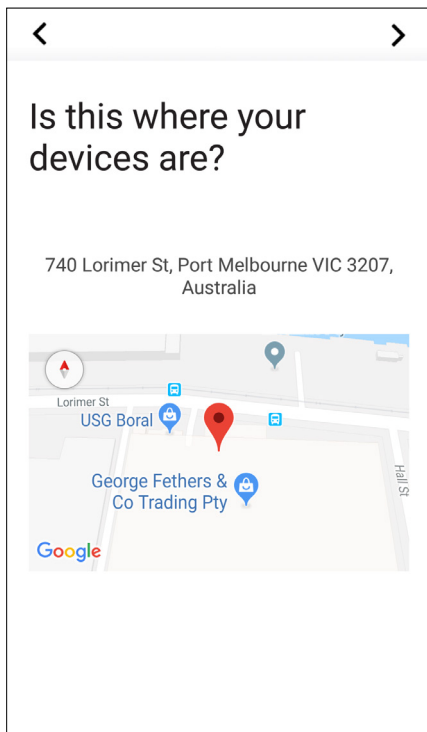 Is this where your
devices are?
740 Lorimer St, Port Melbourne VIC 3207,
Australia
Lorimer St
USG Boral
George Fethers &
Co Trading Pty
Hall St
Google